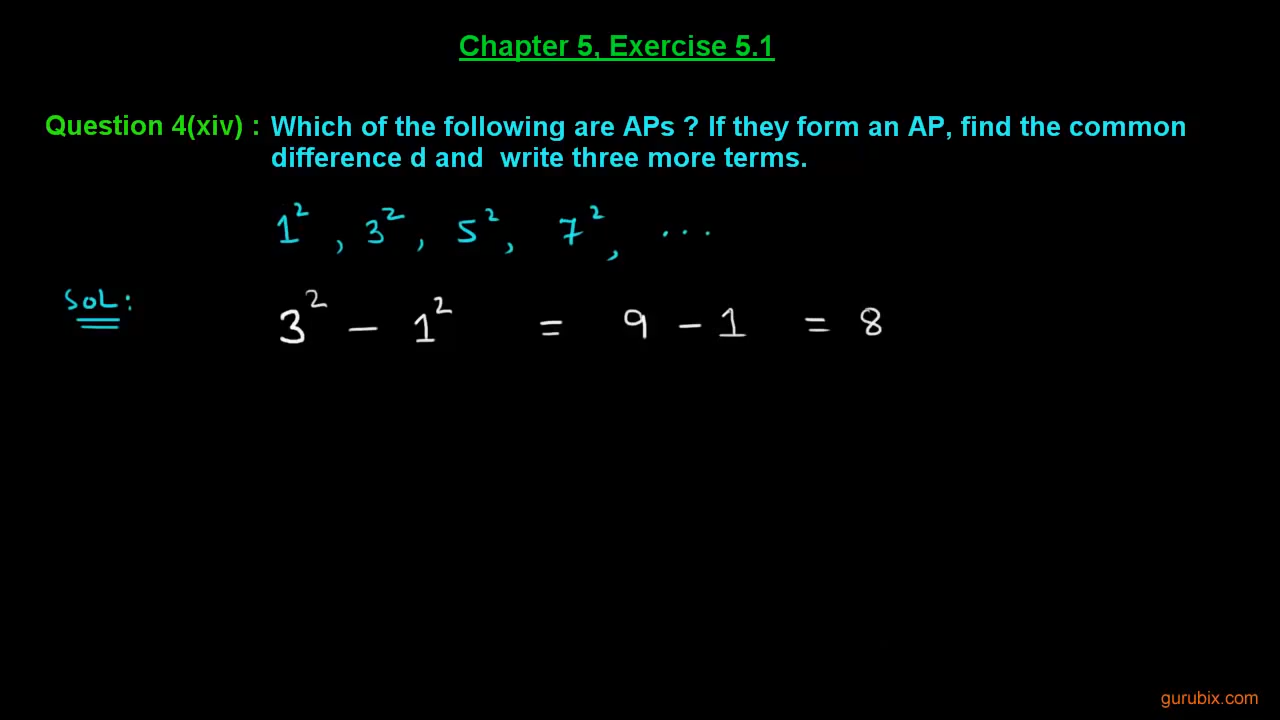 Chapter 5, Exercise 5.1
Question 4(xiv) : Which of the following are APs ? If they form an AP, find the common
difference d and write three more terms.
1², 3², 5², 7², ...
SOL:
3² − 1² = 9 − 1 = 8
gurubix.com